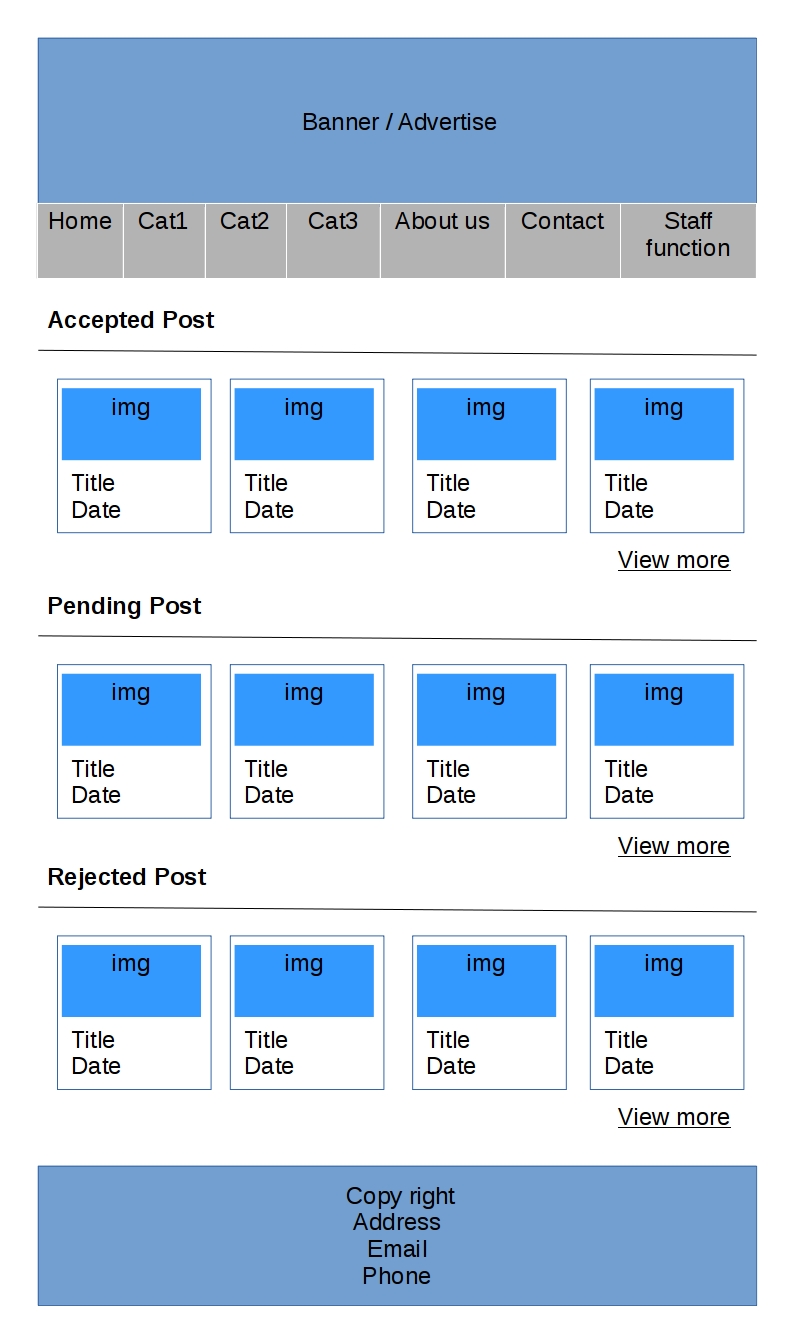 Banner / Advertise
Home Cat1 Cat2 Cat3 About us Contact Staff
function
Accepted Post
img img img img
Title Title Title Title
Date Date Date Date
View more
Pending Post
img img img img
Title Title Title Title
Date Date Date Date
View more
Rejected Post
img img img img
Title Title Title Title
Date Date Date Date
View more
Copy right
Address
Email
Phone